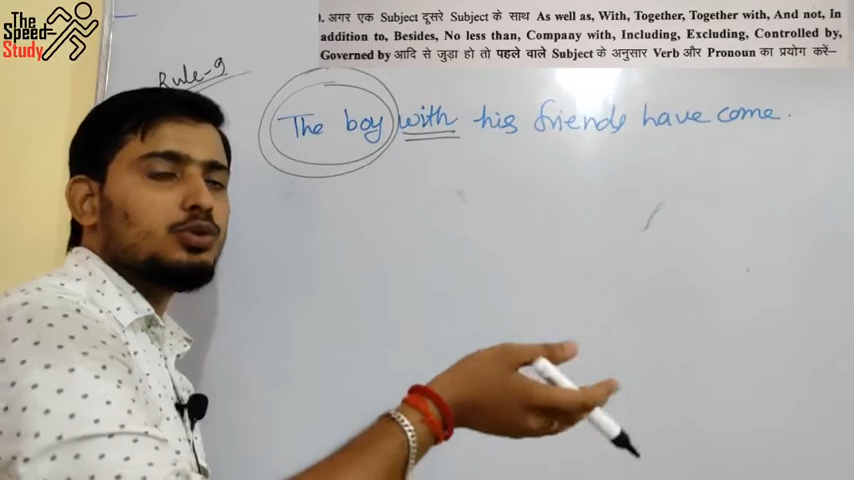 The
Speed
Study
. अगर एक Subject दूसरे Subject के साथ As well as, With, Together, Together with, And not, In
addition to, Besides, No less than, Company with, Including, Excluding, Controlled by,
Governed by आदि से जुड़ा हो तो पहले वाले Subject के अनुसार Verb और Pronoun का प्रयोग करें–
Rule-9
The boy with his friends have come.